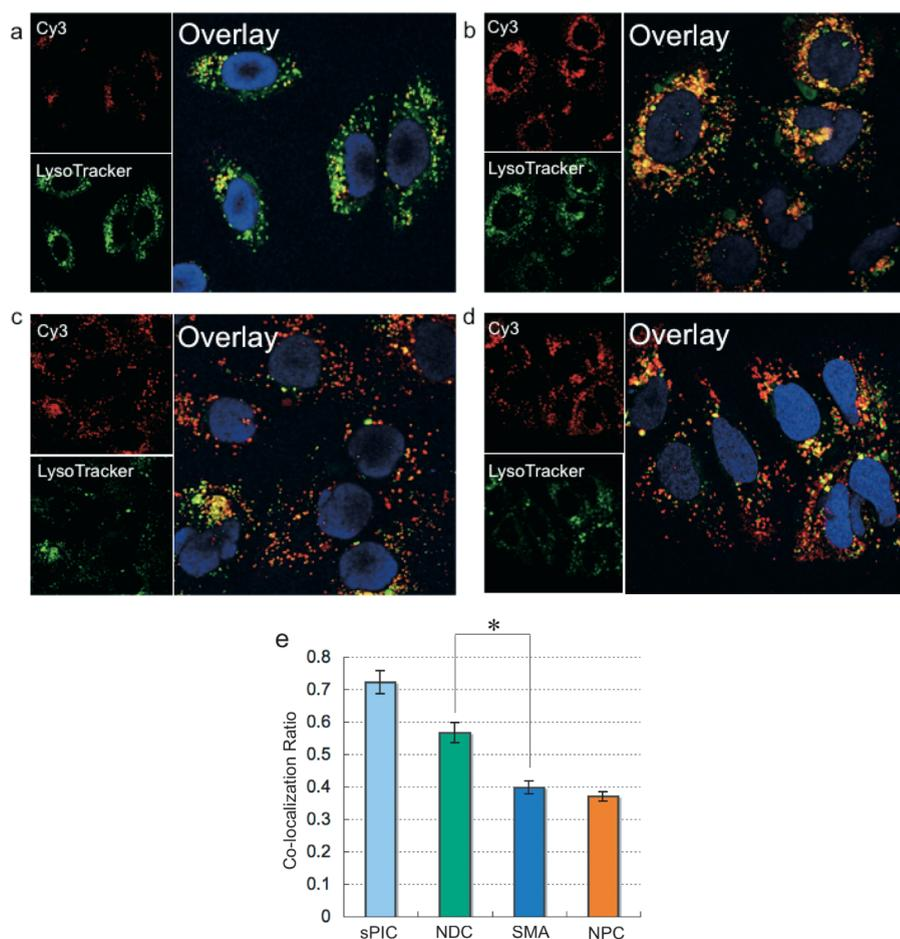 a
Cy3
Overlay
LysoTracker
b
Cy3
Overlay
LysoTracker
c
Cy3
Overlay
LysoTracker
d
Cy3
Overlay
LysoTracker
e
*
0.8
0.7
0.6
0.5
0.4
0.3
0.2
0.1
0
Co-localization Ratio
sPIC NDC SMA NPC